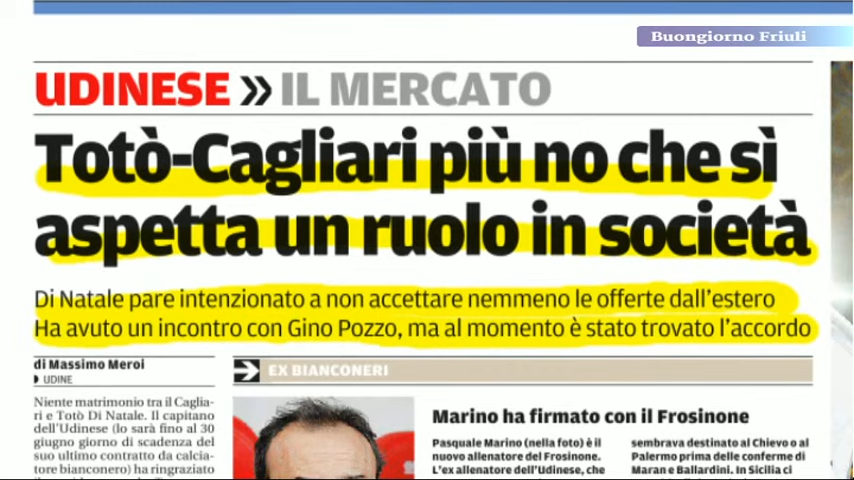 Buongiorno Friuli
UDINESE » IL MERCATO
Totò-Cagliari più no che sì
aspetta un ruolo in società
Di Natale pare intenzionato a non accettare nemmeno le offerte dall'estero
Ha avuto un incontro con Gino Pozzo, ma al momento è stato trovato l'accordo
di Massimo Meroi
UDINE
Niente matrimonio tra il Caglia-
ri e Totò Di Natale. Il capitano
dell'Udinese (lo sarà fino al 30
giugno giorno di scadenza del
suo ultimo contratto da calcia-
tore bianconero) ha ringraziato
EX BIANCONERI
Marino ha firmato con il Frosinone
Pasquale Marino (nella foto) è il
nuovo allenatore del Frosinone.
L'ex allenatore dell'Udinese, che
sembrava destinato al Chievo o al
Palermo prima delle conferme di
Maran e Ballardini. In Sicilia ci